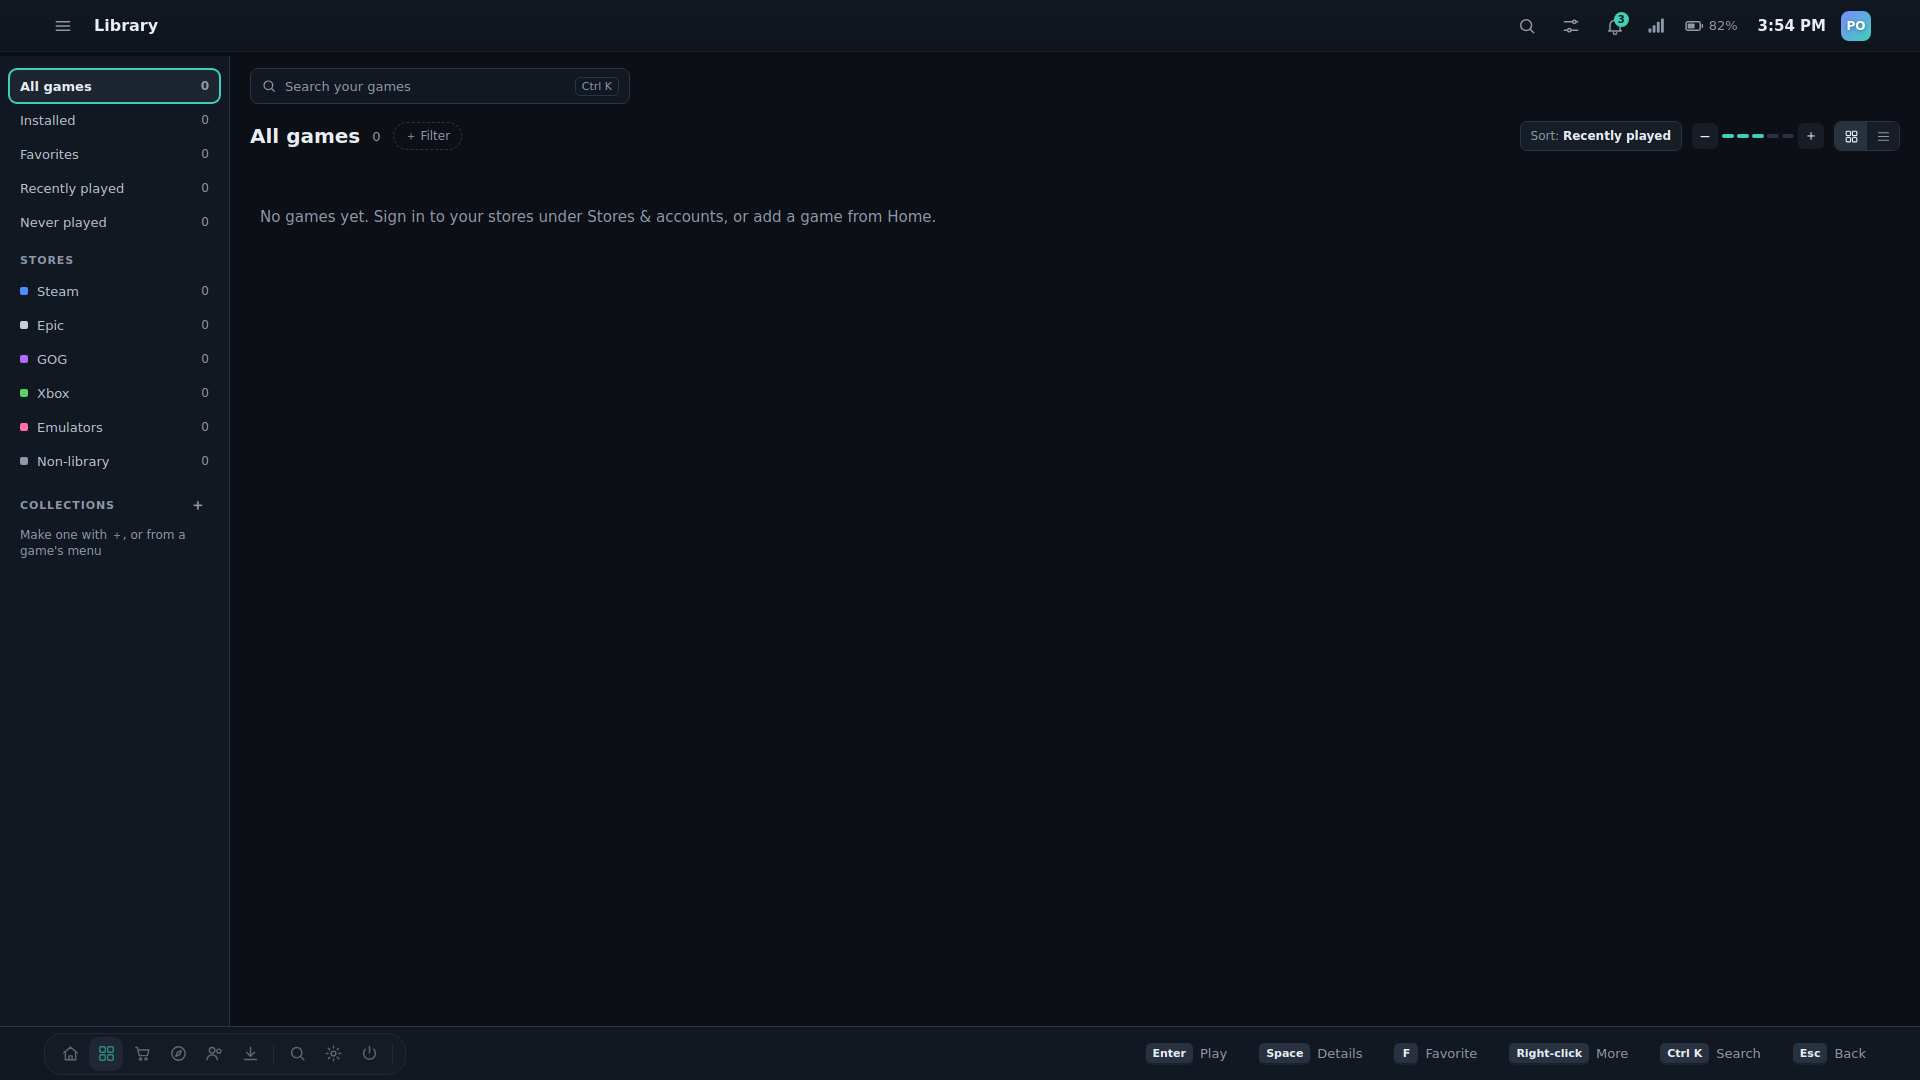 Library
3
82%
3:54 PM
PO
All games 0
Installed 0
Favorites 0
Recently played 0
Never played 0
STORES
Steam 0
Epic 0
GOG 0
Xbox 0
Emulators 0
Non-library 0
COLLECTIONS +
Make one with +, or from a
game's menu
Search your games Ctrl K
All games 0 + Filter
Sort: Recently played − +
No games yet. Sign in to your stores under Stores & accounts, or add a game from Home.
Enter Play Space Details F Favorite Right-click More Ctrl K Search Esc Back